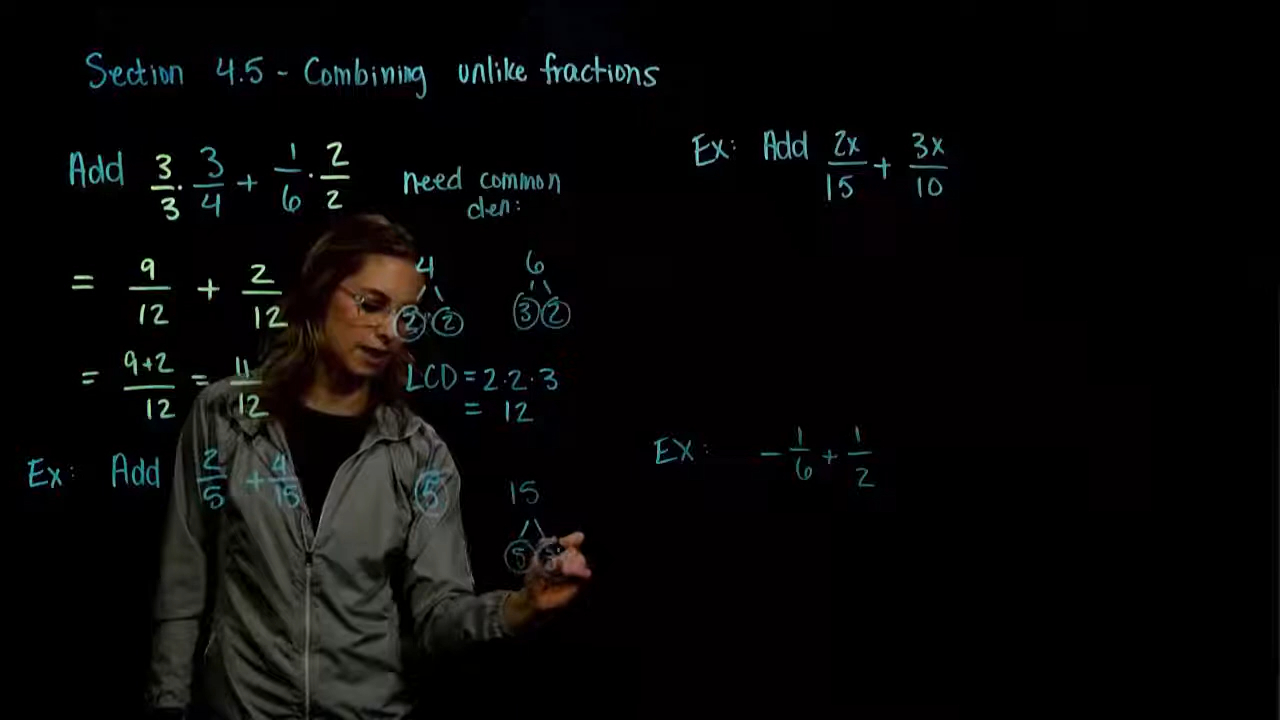 Section 4.5 - Combining unlike fractions
Add 3/3 · 3/4 + 1/6 · 2/2
need common
den:
= 9/12 + 2/12
4 6
2 2 3 2
= 9+2/12 = 11/12
LCD = 2·2·3
= 12
Ex: Add 2/5 + 4/15
5 15
5
Ex: Add 2x/15 + 3x/10
Ex: - 1/6 + 1/2